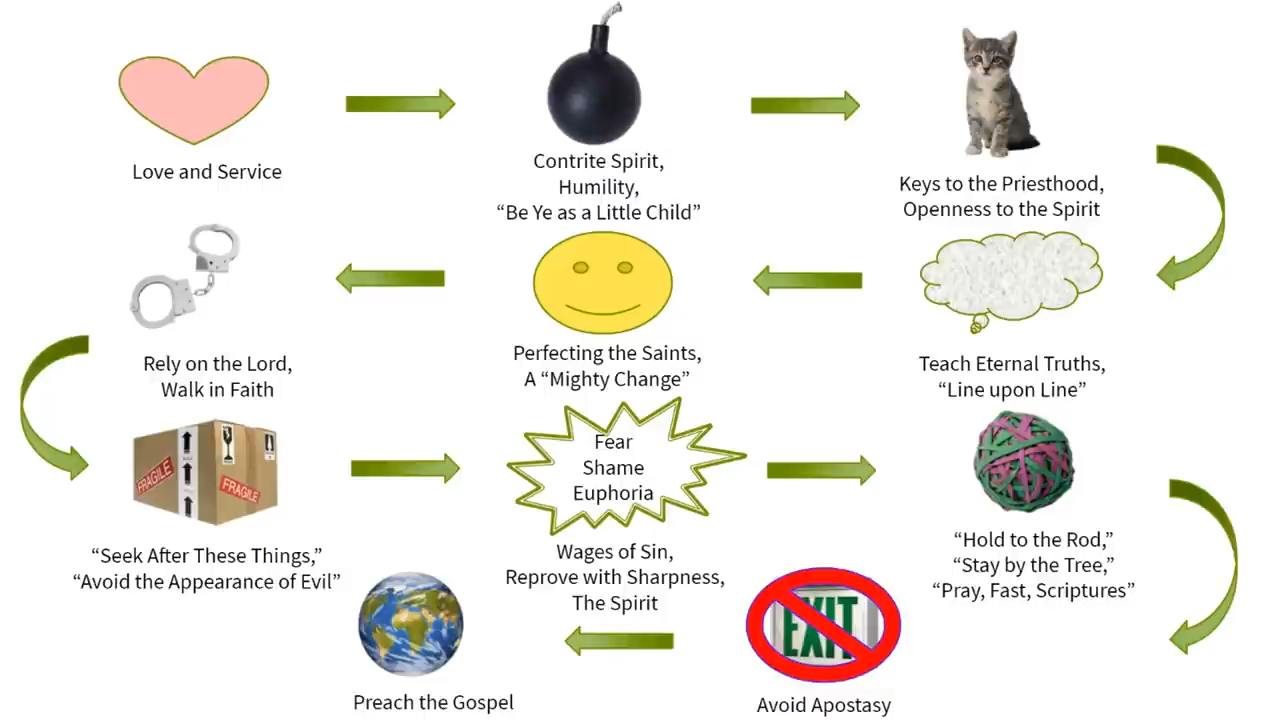 Love and Service
Contrite Spirit,
Humility,
“Be Ye as a Little Child”
Keys to the Priesthood,
Openness to the Spirit
Teach Eternal Truths,
“Line upon Line”
Perfecting the Saints,
A “Mighty Change”
Rely on the Lord,
Walk in Faith
FRAGILE
FRAGILE
“Seek After These Things,”
“Avoid the Appearance of Evil”
Fear
Shame
Euphoria
Wages of Sin,
Reprove with Sharpness,
The Spirit
“Hold to the Rod,”
“Stay by the Tree,”
“Pray, Fast, Scriptures”
EXIT
Avoid Apostasy
Preach the Gospel